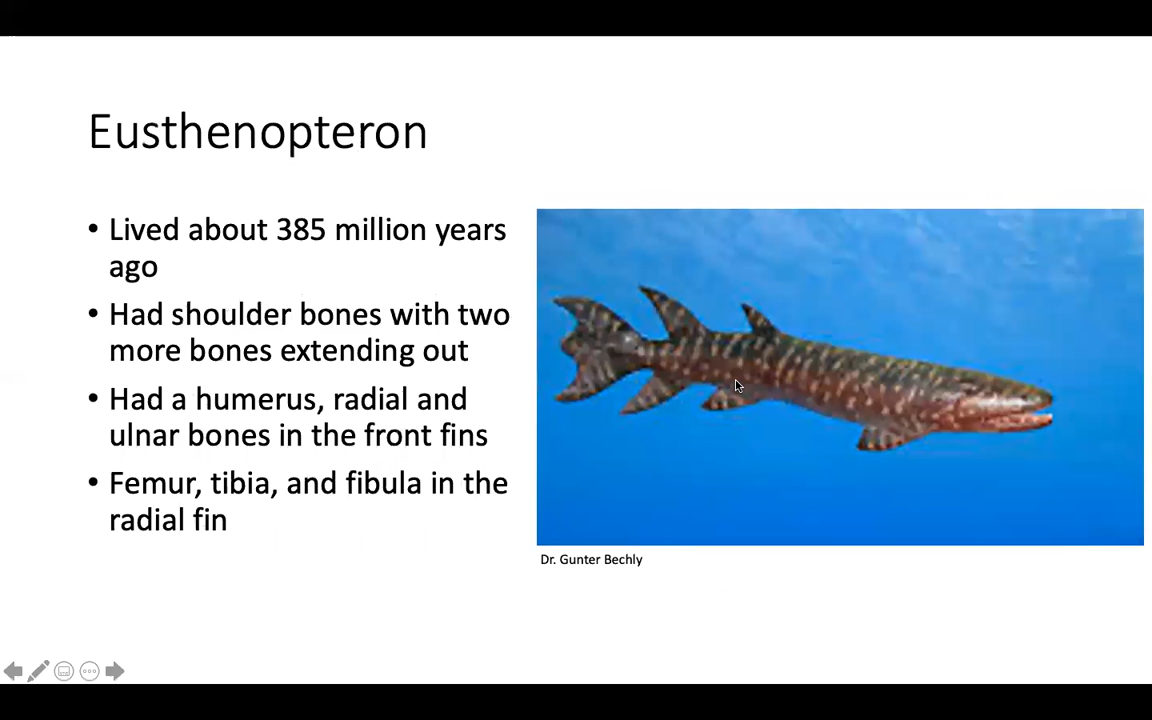 Eusthenopteron
• Lived about 385 million years
ago
• Had shoulder bones with two
more bones extending out
• Had a humerus, radial and
ulnar bones in the front fins
• Femur, tibia, and fibula in the
radial fin
Dr. Gunter Bechly